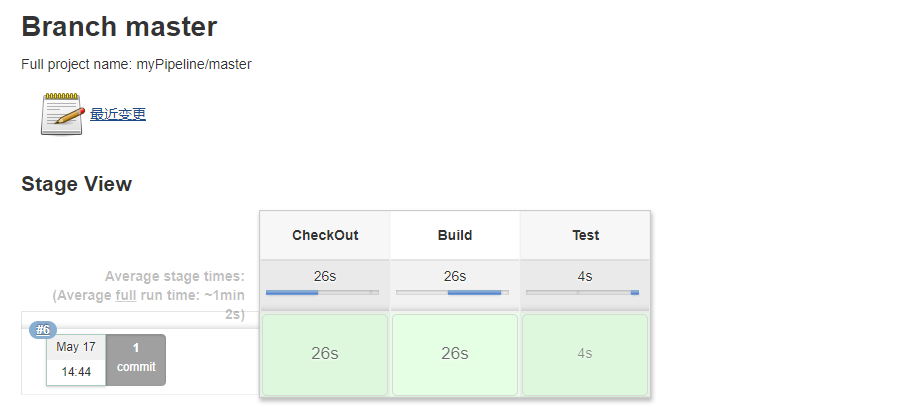 Branch master
Full project name: myPipeline/master
最近变更
Stage View
CheckOut Build Test
Average stage times:
(Average full run time: ~1min
2s)
26s 26s 4s
#6
May 17
14:44
1
commit
26s 26s 4s